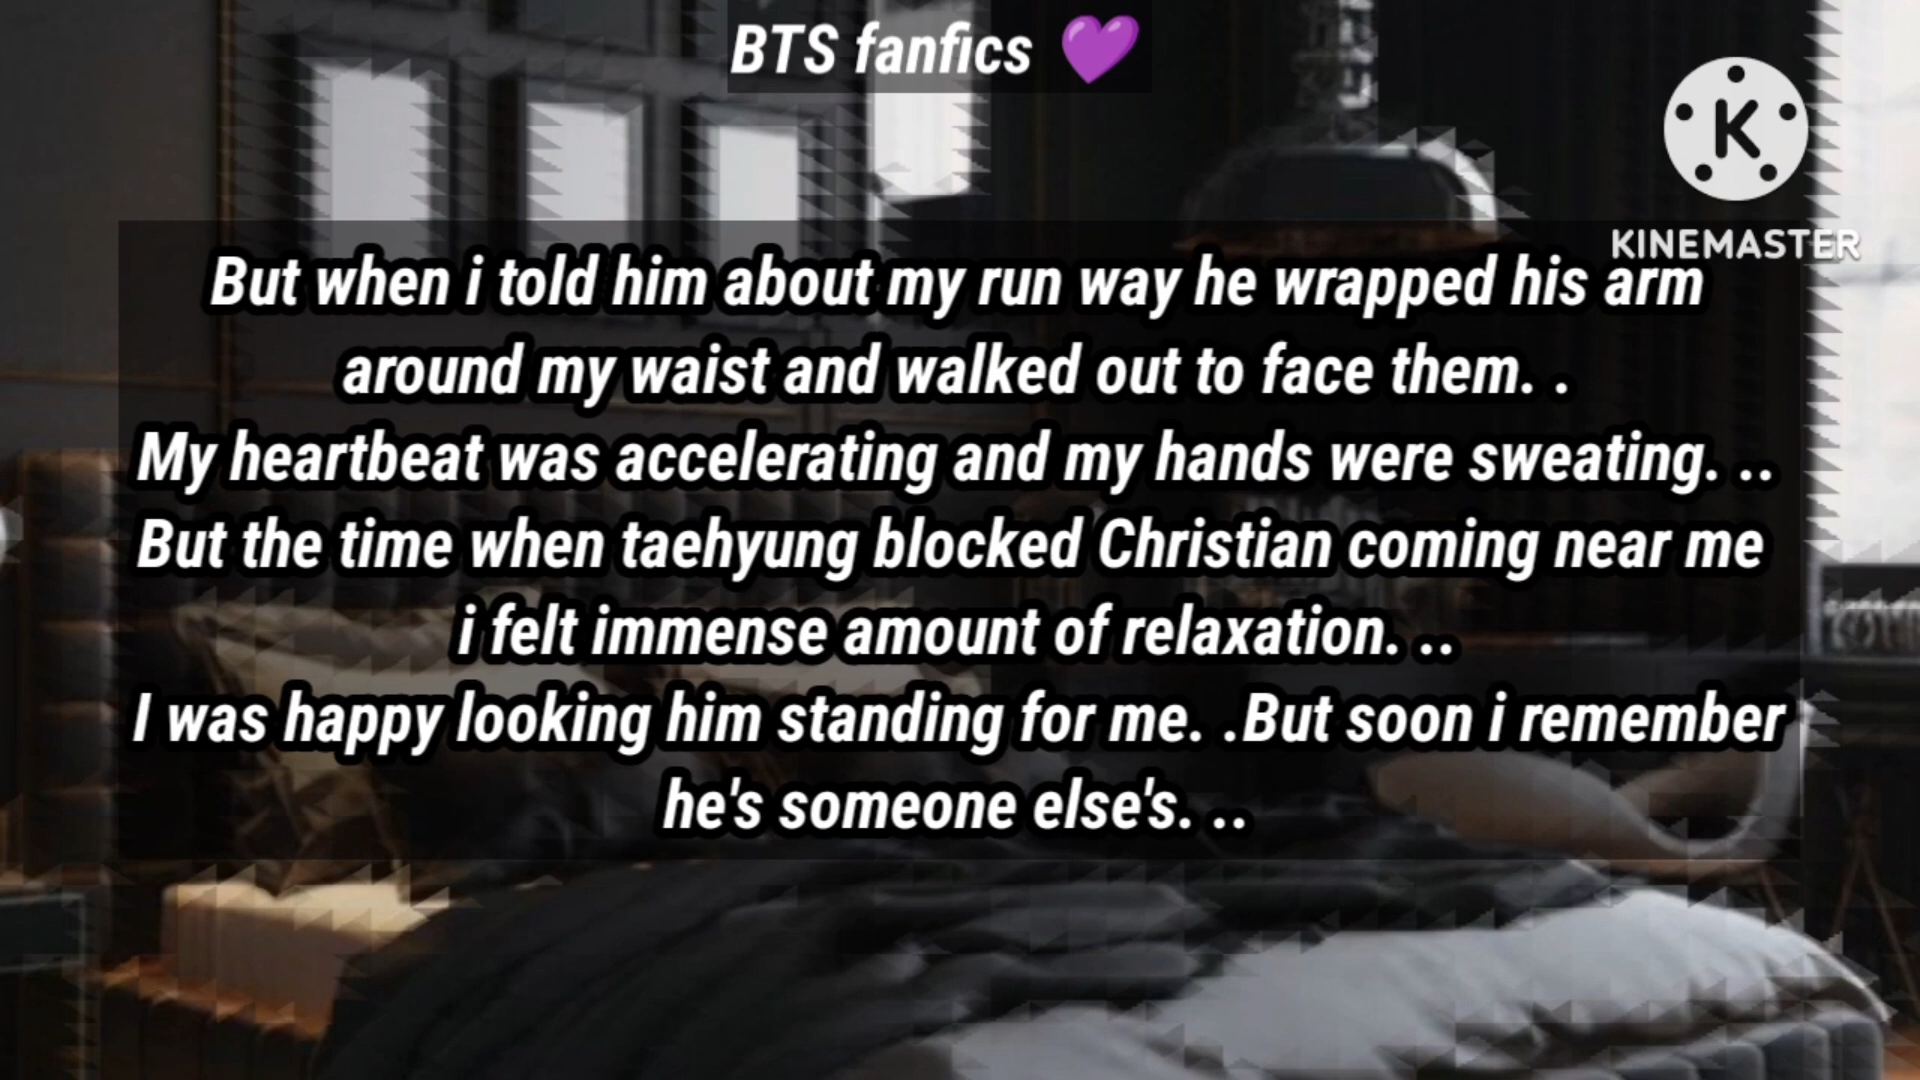 BTS fanfics 💜
K
KINEMASTER
But when i told him about my run way he wrapped his arm
around my waist and walked out to face them. .
My heartbeat was accelerating and my hands were sweating. ..
But the time when taehyung blocked Christian coming near me
i felt immense amount of relaxation. ..
I was happy looking him standing for me. .But soon i remember
he's someone else's. ..